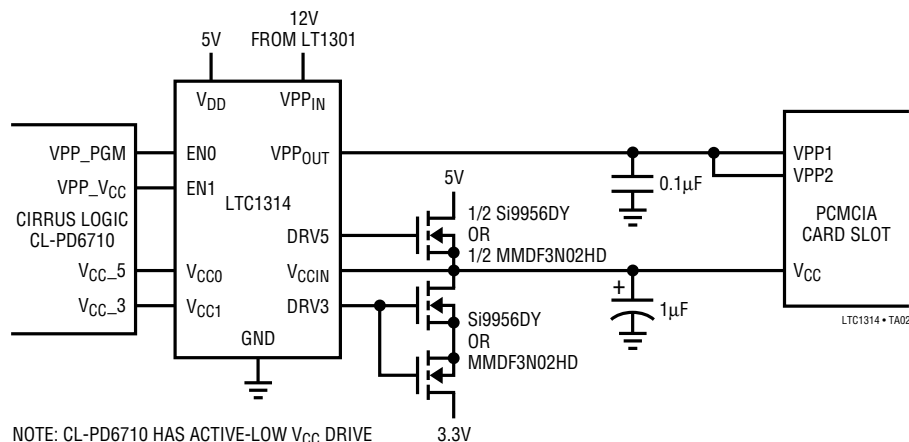 12V
5V FROM LT1301
V_DD VPP_IN
VPP_PGM EN0 VPP_OUT VPP1
VPP_V_CC EN1 VPP2
0.1µF
5V
LTC1314
CIRRUS LOGIC
CL-PD6710
1/2 Si9956DY
OR
1/2 MMDF3N02HD
PCMCIA
CARD SLOT
DRV5
V_CC_5 V_CC0 V_CCIN V_CC
V_CC_3 V_CC1 DRV3
+
1µF
Si9956DY
OR
MMDF3N02HD
GND
LTC1314 • TA02
NOTE: CL-PD6710 HAS ACTIVE-LOW V_CC DRIVE
3.3V